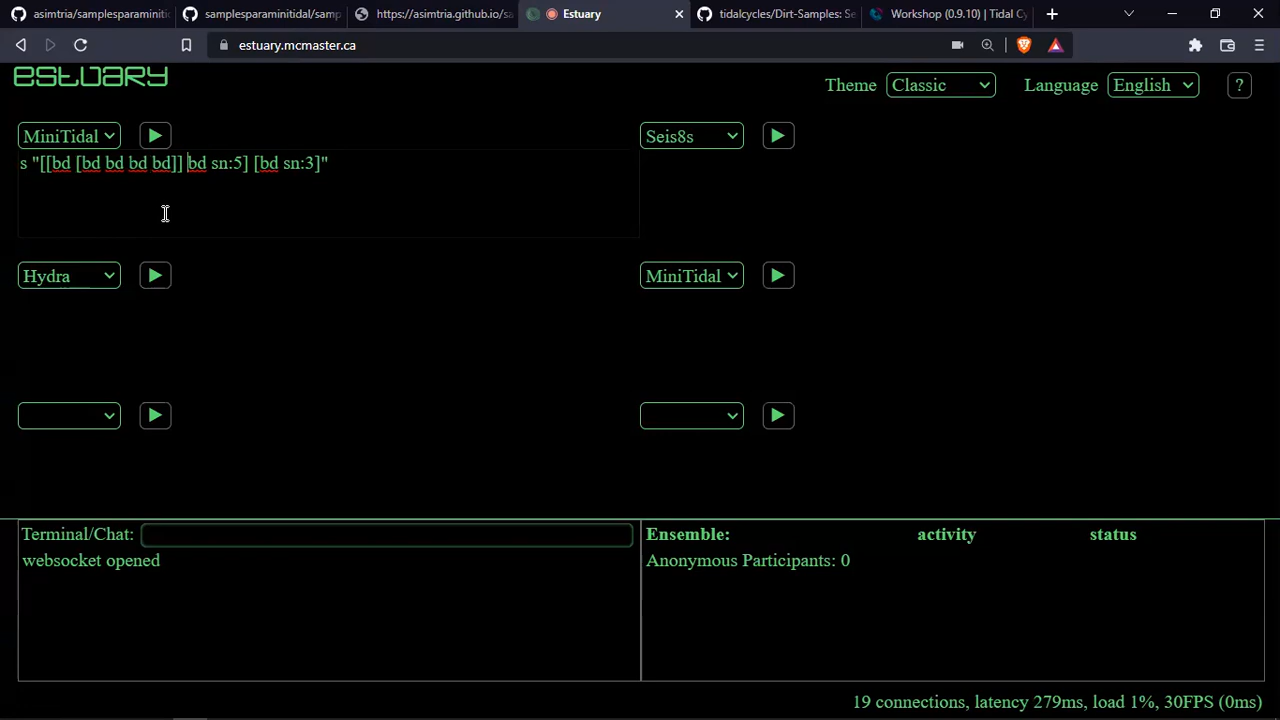 asimtria/samplesparaminitic
samplesparaminitidal/samp
https://asimtria.github.io/sa
Estuary
tidalcycles/Dirt-Samples: Se
Workshop (0.9.10) | Tidal Cy
estuary.mcmaster.ca
estuary
Theme Classic Language English ?
MiniTidal
Seis8s
s "[[bd [bd bd bd bd]] bd sn:5] [bd sn:3]"
Hydra
MiniTidal
Terminal/Chat:
websocket opened
Ensemble: activity status
Anonymous Participants: 0
19 connections, latency 279ms, load 1%, 30FPS (0ms)